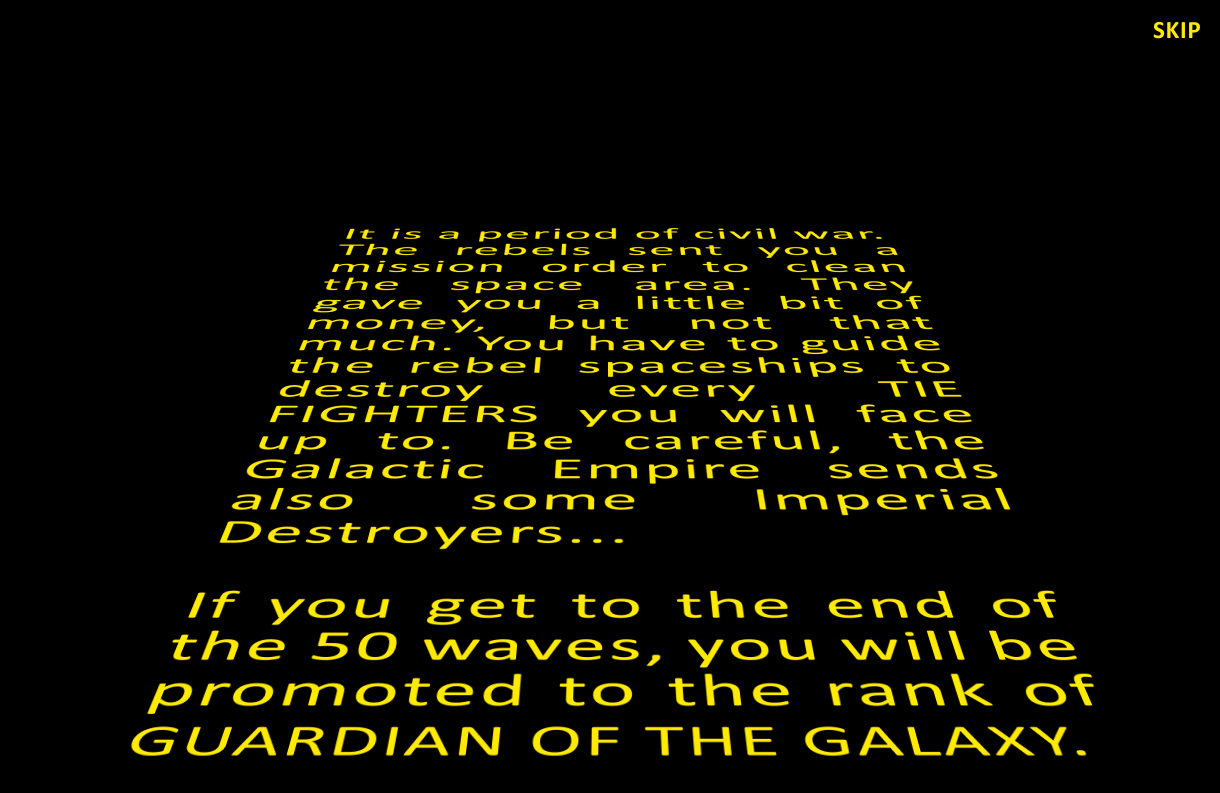 SKIP
It is a period of civil war.
The rebels sent you a
mission order to clean
the space area. They
gave you a little bit of
money, but not that
much. You have to guide
the rebel spaceships to
destroy every TIE
FIGHTERS you will face
up to. Be careful, the
Galactic Empire sends
also some Imperial
Destroyers...
If you get to the end of
the 50 waves, you will be
promoted to the rank of
GUARDIAN OF THE GALAXY.